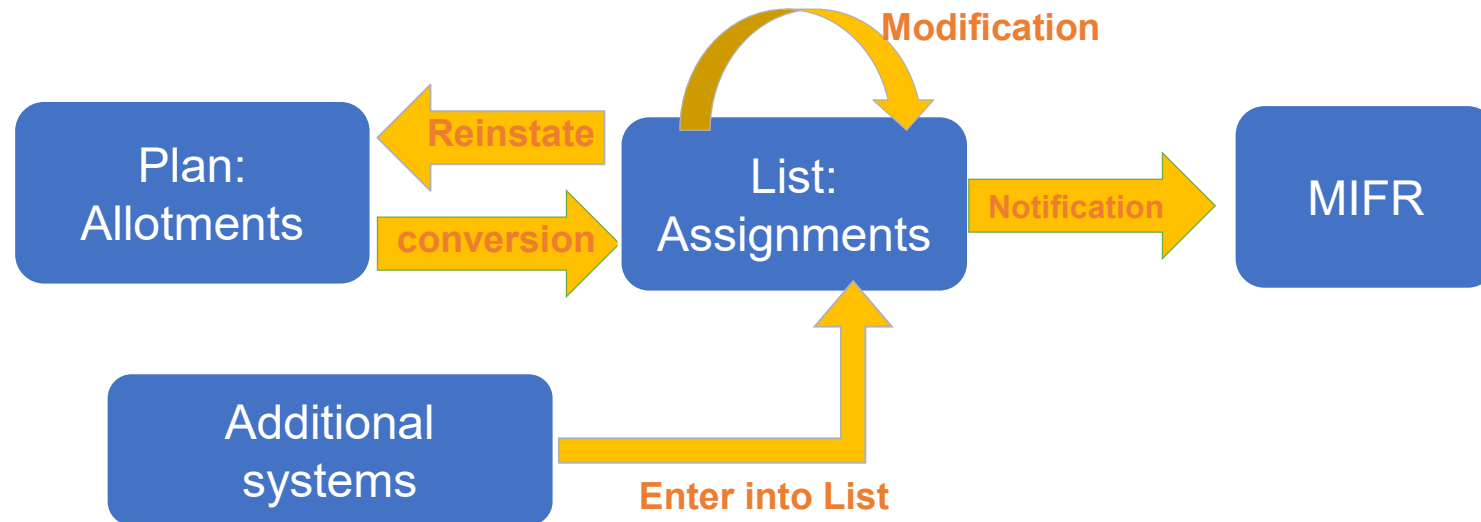 Modification
Reinstate
Plan:
Allotments
conversion
List:
Assignments
Notification
MIFR
Additional
systems
Enter into List